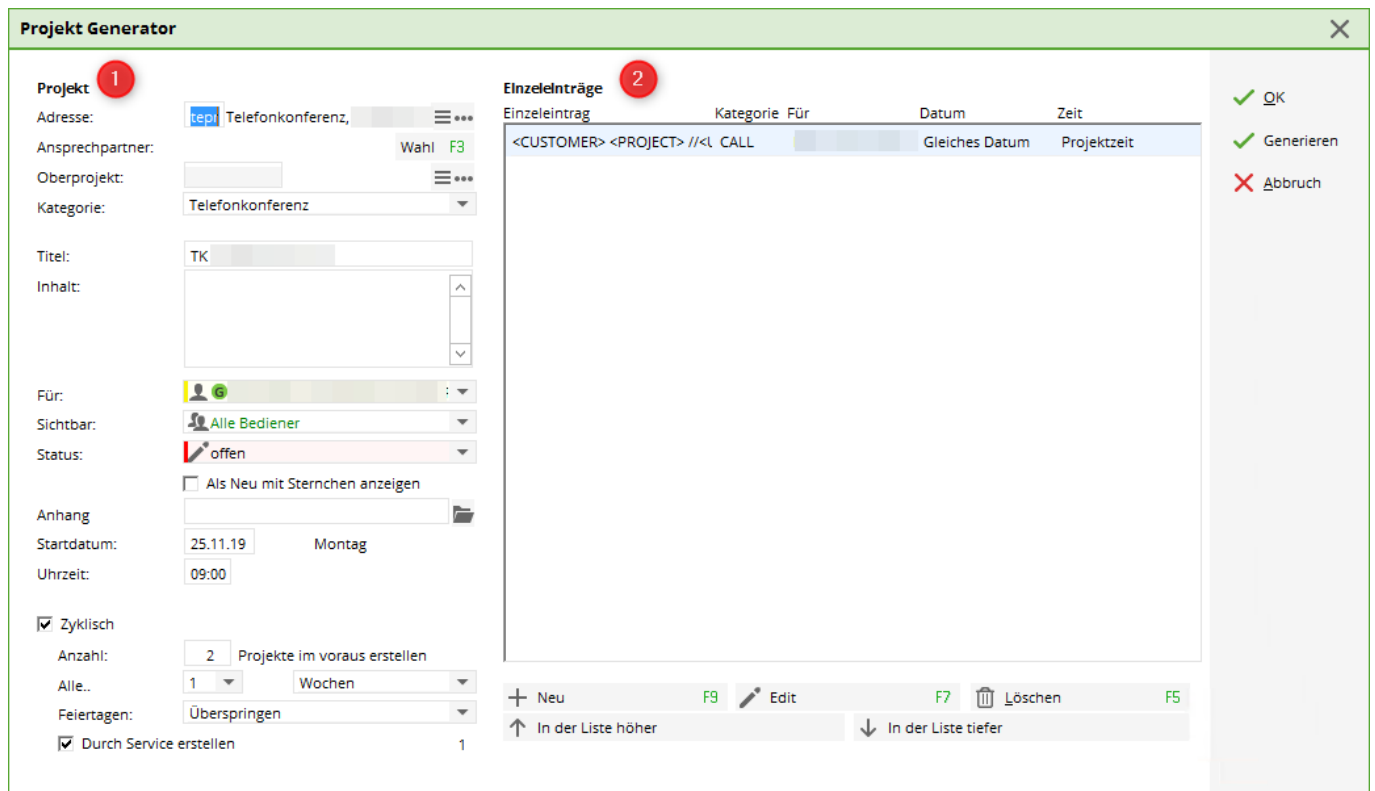 Projekt Generator
Projekt 1
Adresse: tepr Telefonkonferenz,
Ansprechpartner: Wahl F3
Oberprojekt:
Kategorie: Telefonkonferenz
Titel: TK
Inhalt:
Für: G
Sichtbar: Alle Bediener
Status: offen
Als Neu mit Sternchen anzeigen
Anhang
Startdatum: 25.11.19 Montag
Uhrzeit: 09:00
Zyklisch
Anzahl: 2 Projekte im voraus erstellen
Alle.. 1 Wochen
Feiertagen: Überspringen
Durch Service erstellen 1
EInzeleInträge 2
Einzeleintrag Kategorie Für Datum Zeit
<CUSTOMER> <PROJECT> //<U CALL Gleiches Datum Projektzeit
Neu F9 Edit F7 Löschen F5
In der Liste höher In der Liste tiefer
OK
Generieren
Abbruch